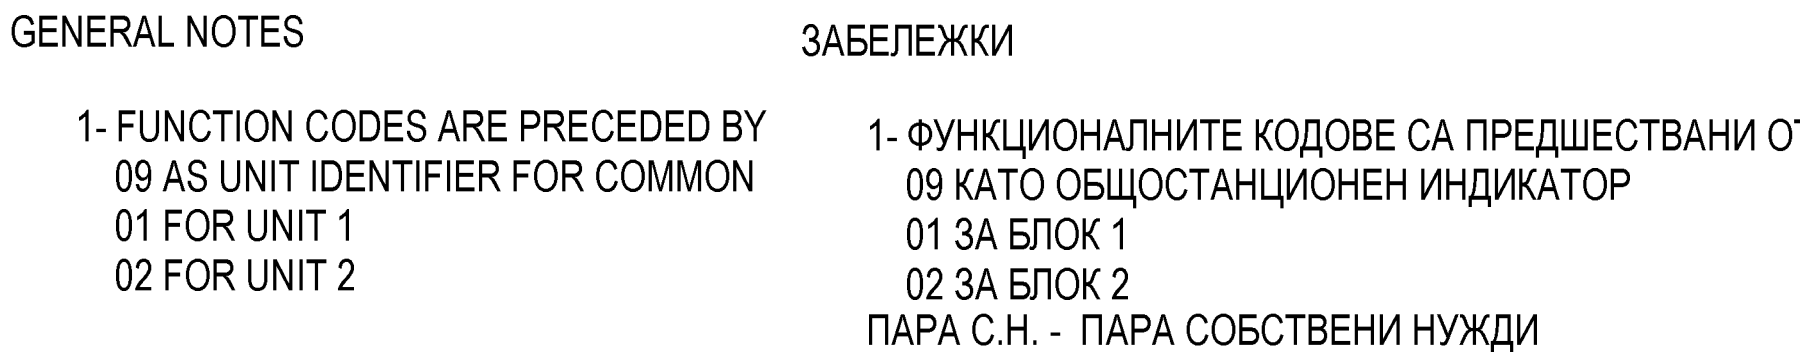 GENERAL NOTES
1- FUNCTION CODES ARE PRECEDED BY
09 AS UNIT IDENTIFIER FOR COMMON
01 FOR UNIT 1
02 FOR UNIT 2
ЗАБЕЛЕЖКИ
1- ФУНКЦИОНАЛНИТЕ КОДОВЕ СА ПРЕДШЕСТВАНИ ОТ
09 КАТО ОБЩОСТАНЦИОНЕН ИНДИКАТОР
01 ЗА БЛОК 1
02 ЗА БЛОК 2
ПАРА С.Н. - ПАРА СОБСТВЕНИ НУЖДИ